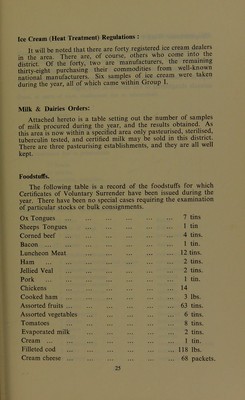 Ice Cream (Heat Treatment) Regulations :
It will be noted that there are forty registered ice cream dealers
in the area. There are, of course, others who come into the
district. Of the forty, two are manufacturers, the remaining
thirty-eight purchasing their commodities from well-known
national manufacturers. Six samples of ice cream were taken
during the year, all of which came within Group I.
Milk & Dairies Orders:
Attached hereto is a table setting out the number of samples
of milk procured during the year, and the results obtained. As
this area is now within a specified area only pasteurised, sterilised,
tuberculin tested, and certified milk may be sold in this district.
There are three pasteurising establishments, and they are all well
kept.
Foodstuffs.
The following table is a record of the foodstuffs for which
Certificates of Voluntary Surrender have been issued during the
year. There have been no special cases requiring the examination
of particular stocks or bulk consignments.
Ox Tongues ... ... ... ... ... ... 7 tins
Sheeps Tongues ... ... ... ... ... 1 tin
Corned beef ... ... ... ... ... ... 4 tins.
Bacon ... ... ... ... ... ... ... 1 tin.
Luncheon Meat ... ... ... ... ... 12 tins.
Ham ... ... ... ... ... ... ... 2 tins.
Jellied Veal ... ... ... ... ... ... 2 tins.
Pork ... ... ... ... ... ... ... 1 tin.
Chickens ... ... ... ... ... ... 14
Cooked ham ... ... ... ... ... ... 3 lbs.
Assorted fruits ... ... ... ... ... ... 63 tins.
Assorted vegetables ... ... ... ... ... 6 tins.
Tomatoes ... ... ... ... ... ... 8 tins.
Evaporated milk ... ... ... ... ... 2 tins.
Cream ... ... ... ... ... ... ... 1 tin.
Filleted cod ... ... ... ... ... ... 118 lbs.
Cream cheese ... ... ... ... ... ... 68 packets.
25